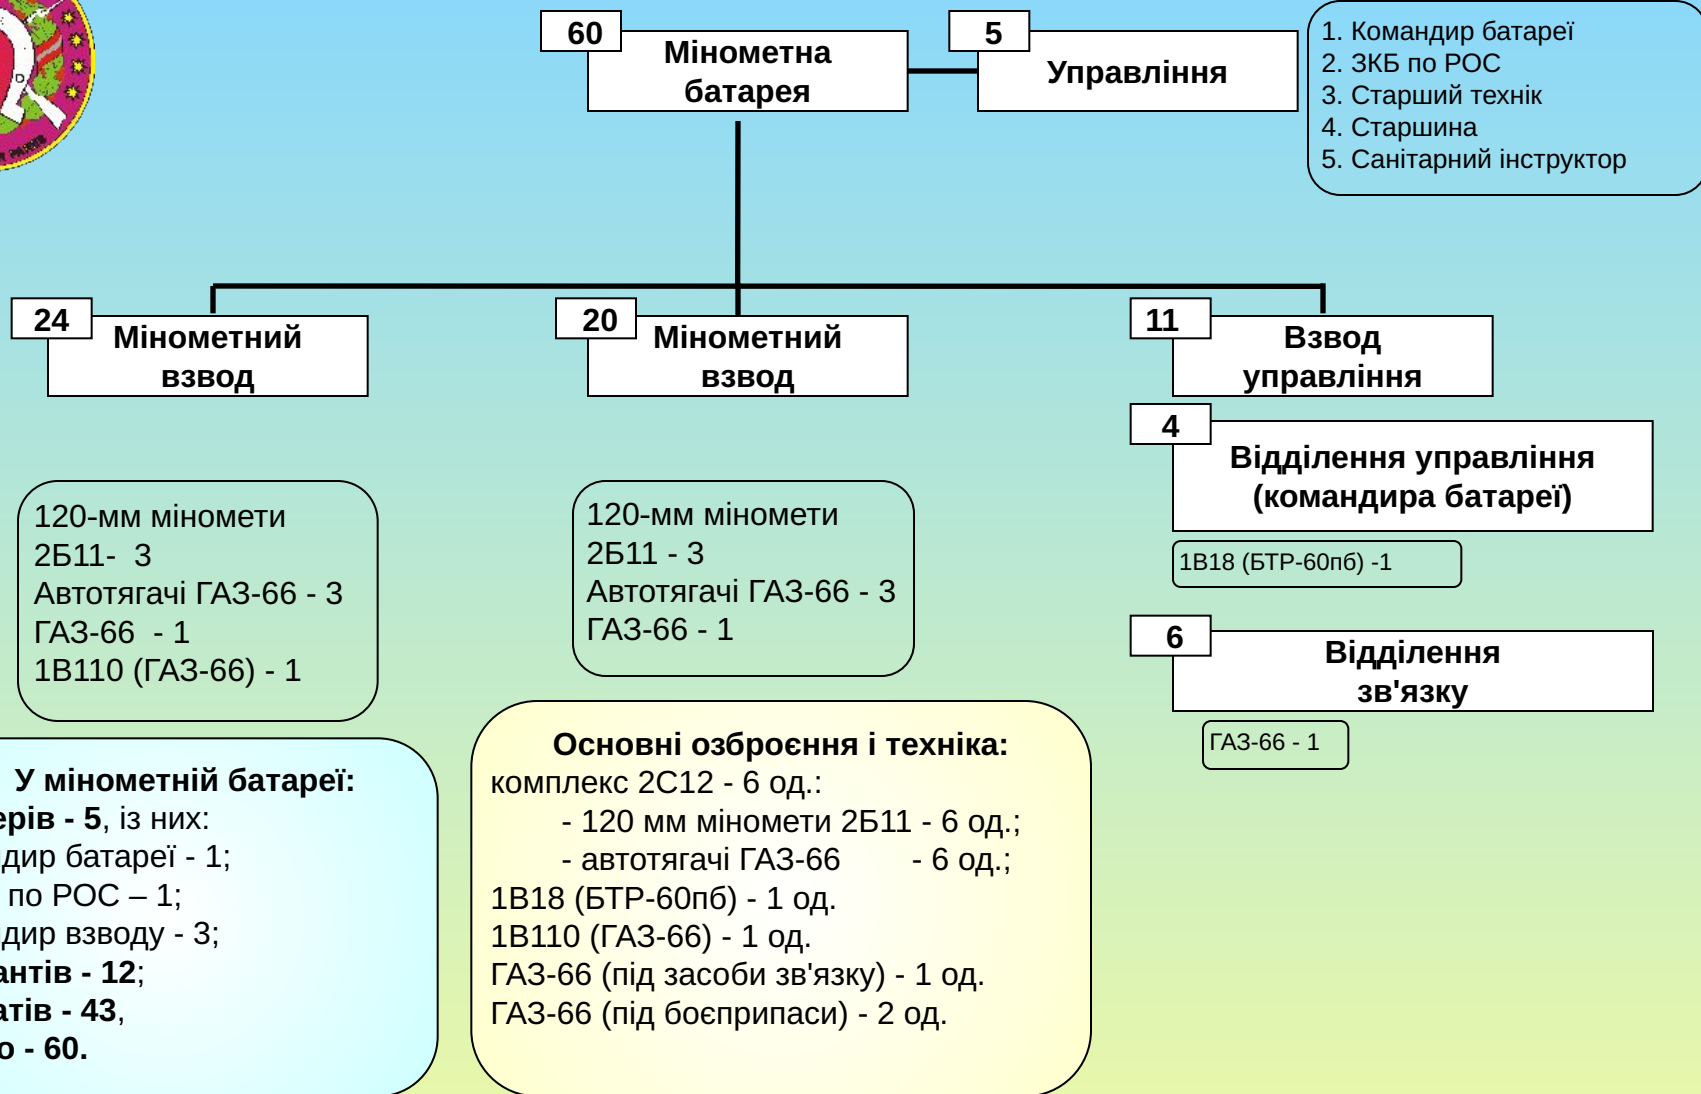 60
Мінометна
батарея
5
Управління
1. Командир батареї
2. ЗКБ по РОС
3. Старший технік
4. Старшина
5. Санітарний інструктор
24
Мінометний
взвод
20
Мінометний
взвод
11
Взвод
управління
4
Відділення управління
(командира батареї)
1В18 (БТР-60пб) -1
6
Відділення
зв'язку
ГАЗ-66 - 1
120-мм міномети
2Б11- 3
Автотягачі ГАЗ-66 - 3
ГАЗ-66 - 1
1В110 (ГАЗ-66) - 1
120-мм міномети
2Б11 - 3
Автотягачі ГАЗ-66 - 3
ГАЗ-66 - 1
У мінометній батареї:
ерів - 5, із них:
дир батареї - 1;
по РОС – 1;
дир взводу - 3;
антів - 12;
атів - 43,
о - 60.
Основні озброєння і техніка:
комплекс 2С12 - 6 од.:
- 120 мм міномети 2Б11 - 6 од.;
- автотягачі ГАЗ-66 - 6 од.;
1В18 (БТР-60пб) - 1 од.
1В110 (ГАЗ-66) - 1 од.
ГАЗ-66 (під засоби зв'язку) - 1 од.
ГАЗ-66 (під боєприпаси) - 2 од.